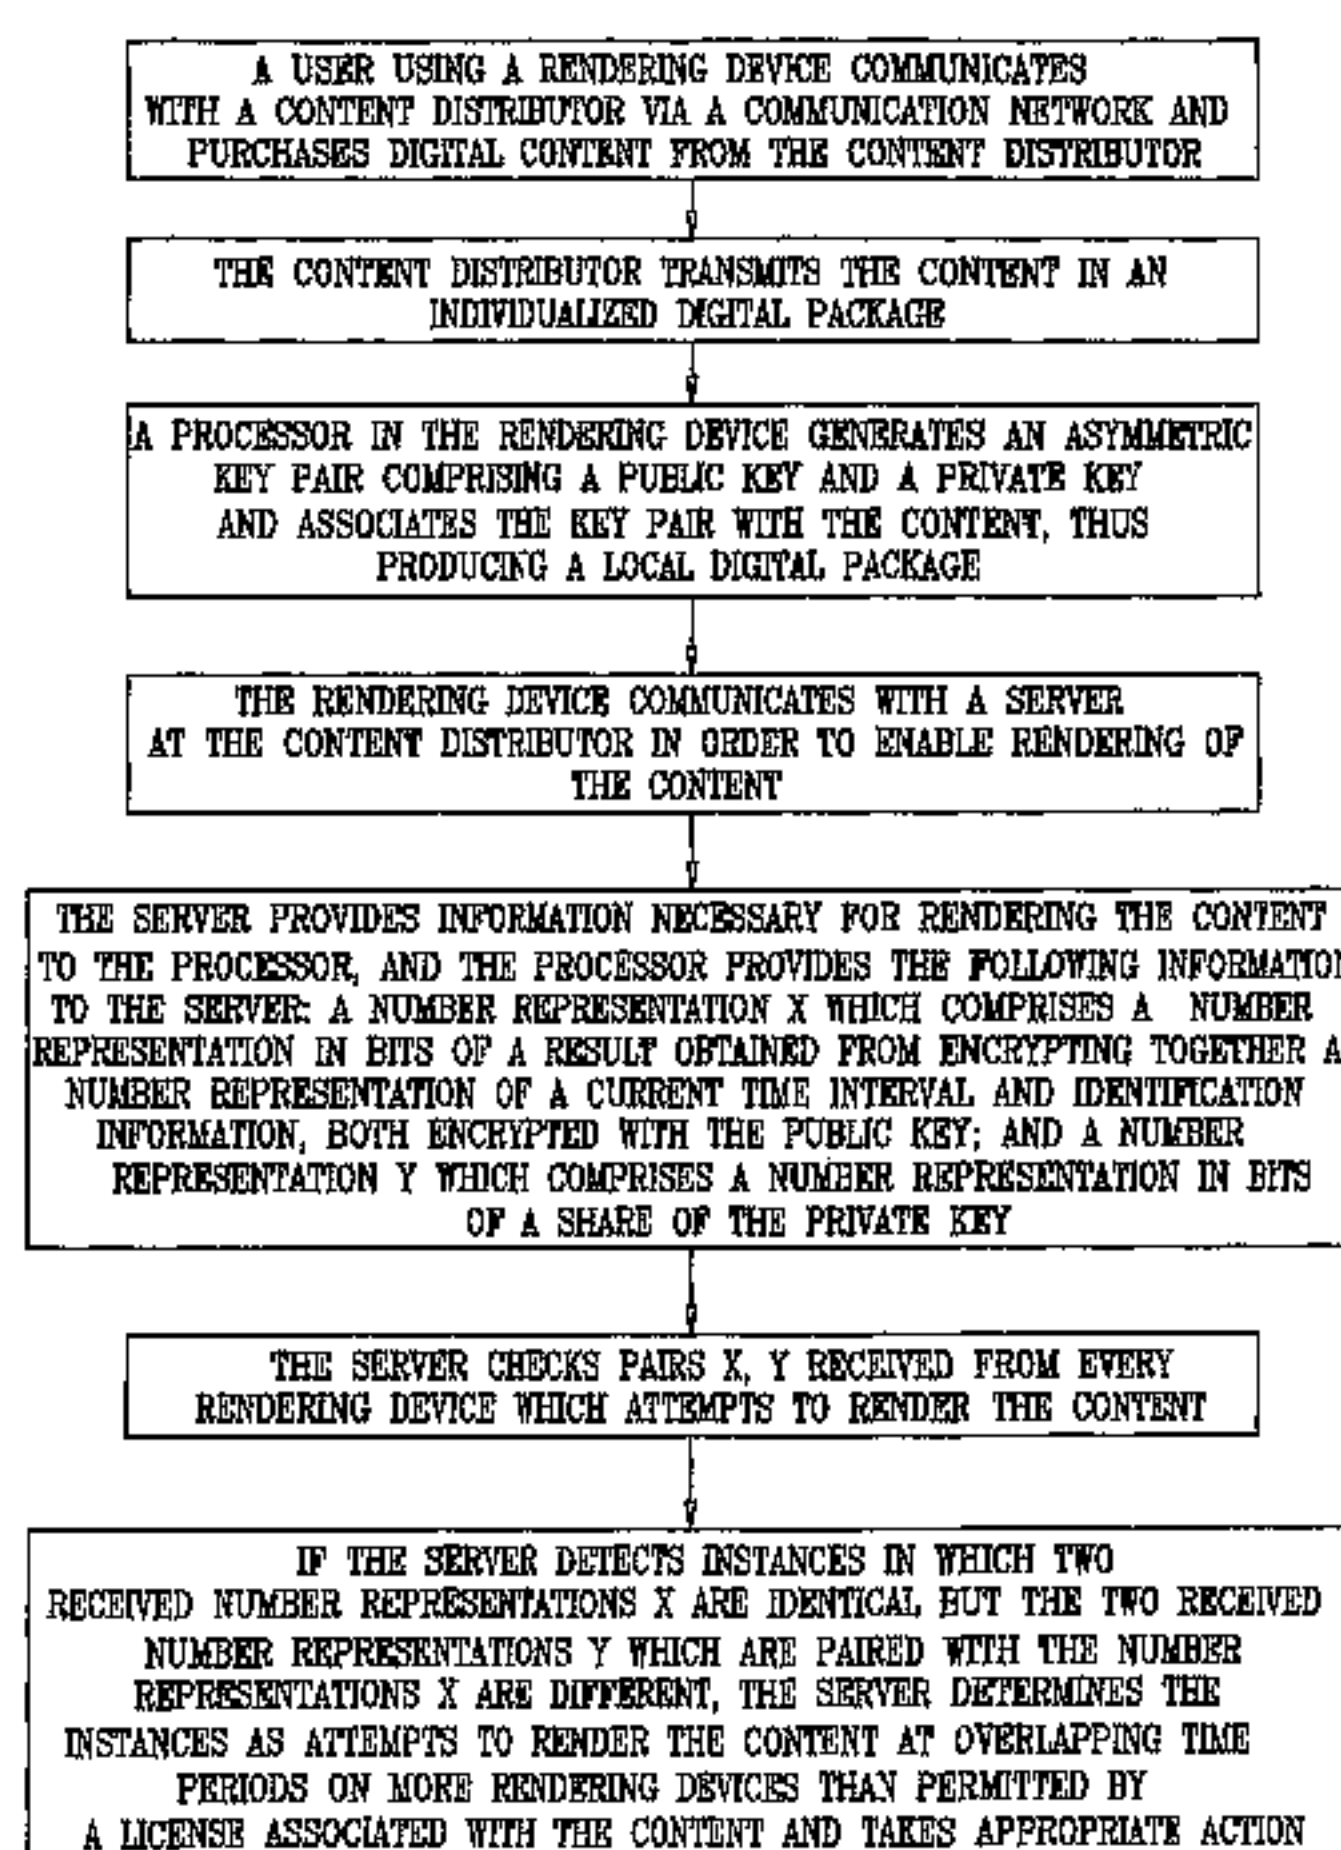 A USER USING A RENDERING DEVICE COMMUNICATES
WITH A CONTENT DISTRIBUTOR VIA A COMMUNICATION NETWORK AND
PURCHASES DIGITAL CONTENT FROM THE CONTENT DISTRIBUTOR
THE CONTENT DISTRIBUTOR TRANSMITS THE CONTENT IN AN
INDIVIDUALIZED DIGITAL PACKAGE
A PROCESSOR IN THE RENDERING DEVICE GENERATES AN ASYMMETRIC
KEY PAIR COMPRISING A PUBLIC KEY AND A PRIVATE KEY
AND ASSOCIATES THE KEY PAIR WITH THE CONTENT, THUS
PRODUCING A LOCAL DIGITAL PACKAGE
THE RENDERING DEVICE COMMUNICATES WITH A SERVER
AT THE CONTENT DISTRIBUTOR IN ORDER TO ENABLE RENDERING OF
THE CONTENT
THE SERVER PROVIDES INFORMATION NECESSARY FOR RENDERING THE CONTENT
TO THE PROCESSOR, AND THE PROCESSOR PROVIDES THE FOLLOWING INFORMATION
TO THE SERVER: A NUMBER REPRESENTATION X WHICH COMPRISES A NUMBER
REPRESENTATION IN BITS OF A RESULT OBTAINED FROM ENCRYPTING TOGETHER A
NUMBER REPRESENTATION OF A CURRENT TIME INTERVAL AND IDENTIFICATION
INFORMATION, BOTH ENCRYPTED WITH THE PUBLIC KEY; AND A NUMBER
REPRESENTATION Y WHICH COMPRISES A NUMBER REPRESENTATION IN BITS
OF A SHARE OF THE PRIVATE KEY
THE SERVER CHECKS PAIRS X, Y RECEIVED FROM EVERY
RENDERING DEVICE WHICH ATTEMPTS TO RENDER THE CONTENT
IF THE SERVER DETECTS INSTANCES IN WHICH TWO
RECEIVED NUMBER REPRESENTATIONS X ARE IDENTICAL BUT THE TWO RECEIVED
NUMBER REPRESENTATIONS Y WHICH ARE PAIRED WITH THE NUMBER
REPRESENTATIONS X ARE DIFFERENT, THE SERVER DETERMINES THE
INSTANCES AS ATTEMPTS TO RENDER THE CONTENT AT OVERLAPPING TIME
PERIODS ON MORE RENDERING DEVICES THAN PERMITTED BY
A LICENSE ASSOCIATED WITH THE CONTENT AND TAKES APPROPRIATE ACTION